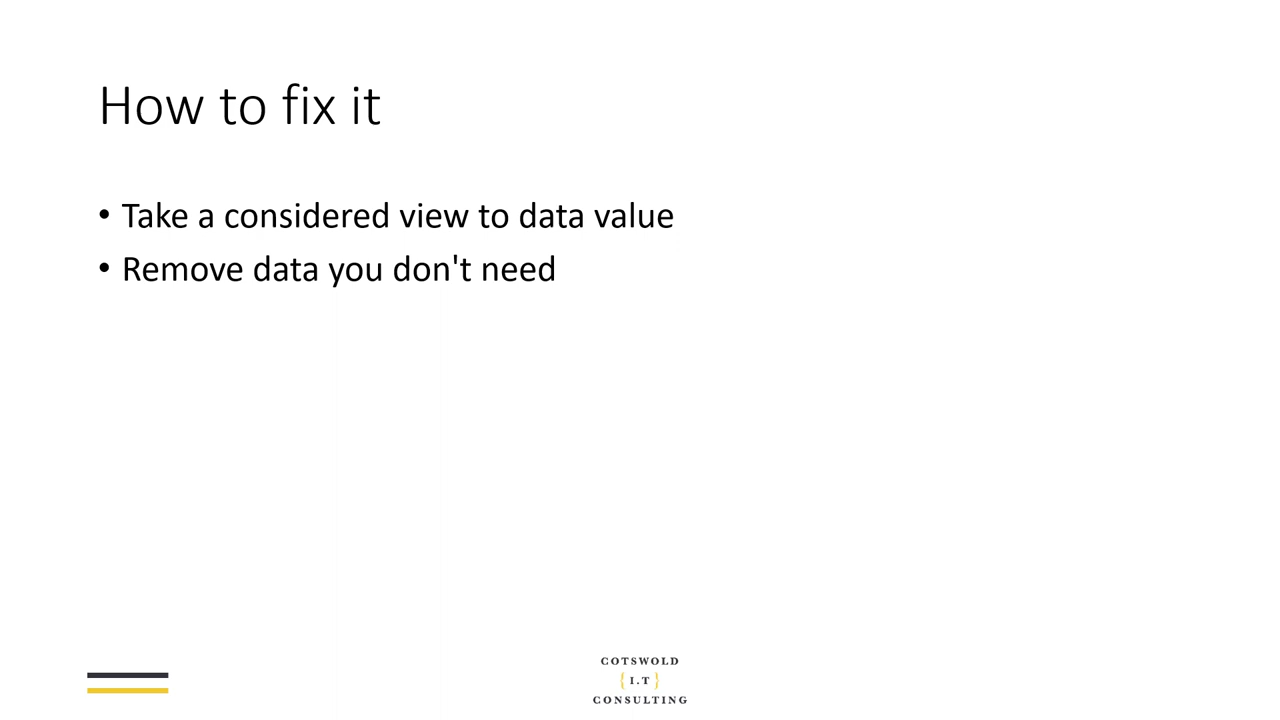 How to fix it
• Take a considered view to data value
• Remove data you don't need
COTSWOLD
{ I.T }
CONSULTING